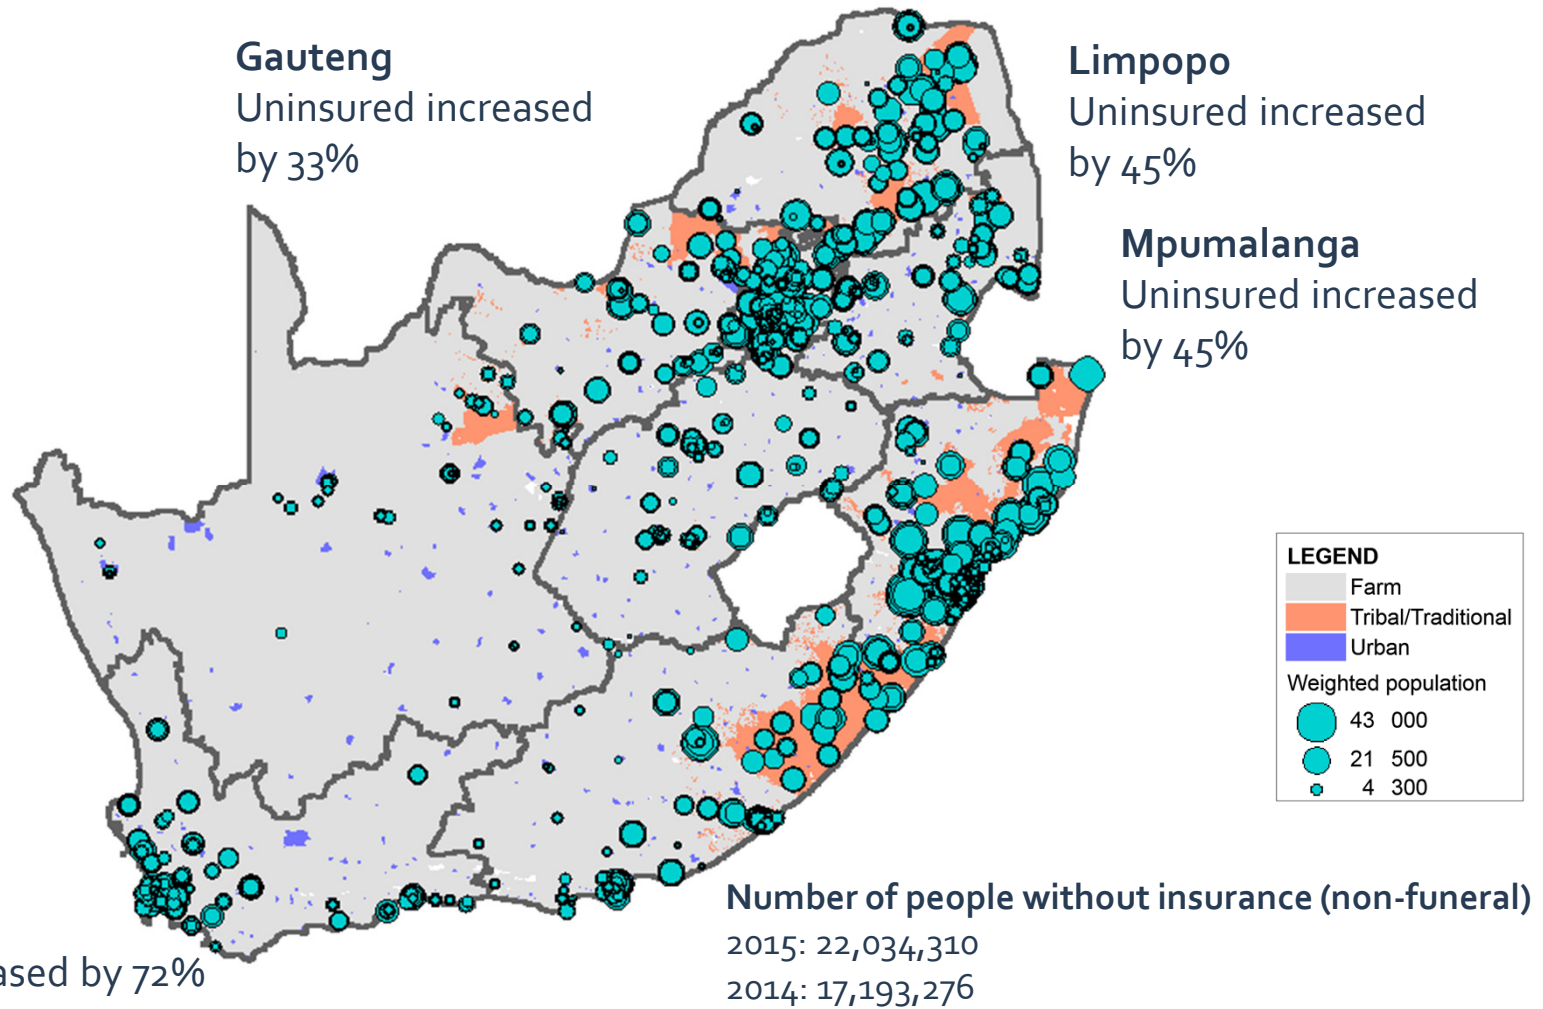 Gauteng
Uninsured increased
by 33%
Limpopo
Uninsured increased
by 45%
Mpumalanga
Uninsured increased
by 45%
LEGEND
Farm
Tribal/Traditional
Urban
Weighted population
43 000
21 500
4 300
Number of people without insurance (non-funeral)
2015: 22,034,310
2014: 17,193,276
ased by 72%